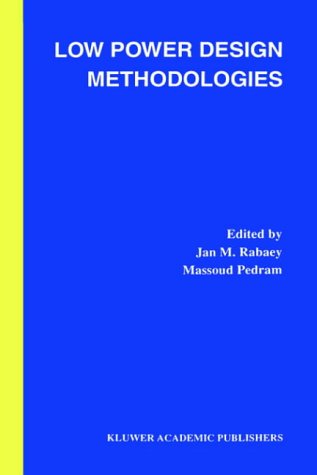 LOW POWER DESIGN
METHODOLOGIES
Edited by
Jan M. Rabaey
Massoud Pedram
KLUWER ACADEMIC PUBLISHERS